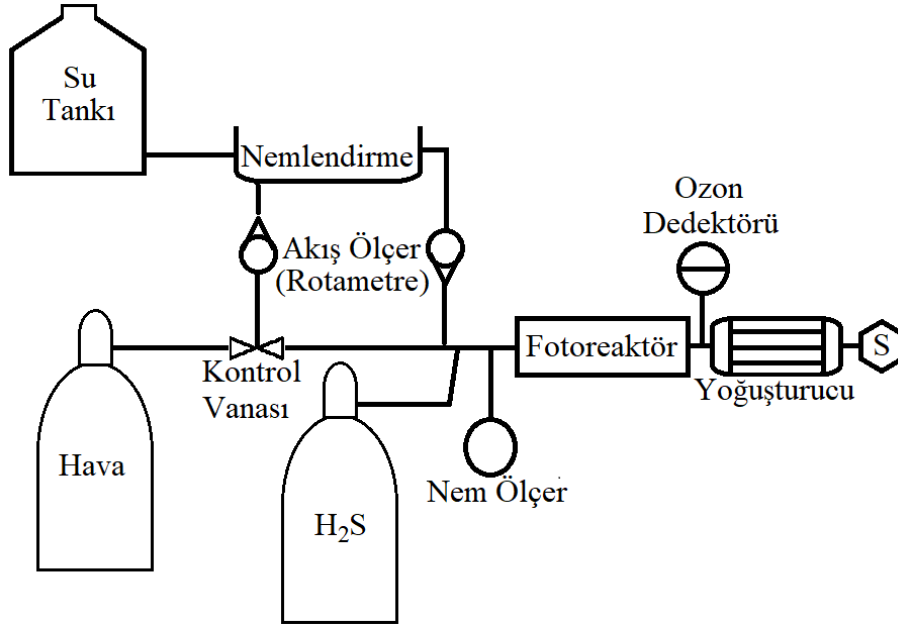 Su
Tankı
Nemlendirme
Ozon
Dedektörü
Akış Ölçer
(Rotametre)
Fotoreaktör
S
Kontrol
Vanası
Yoğuşturucu
Hava
Nem Ölçer
H₂S